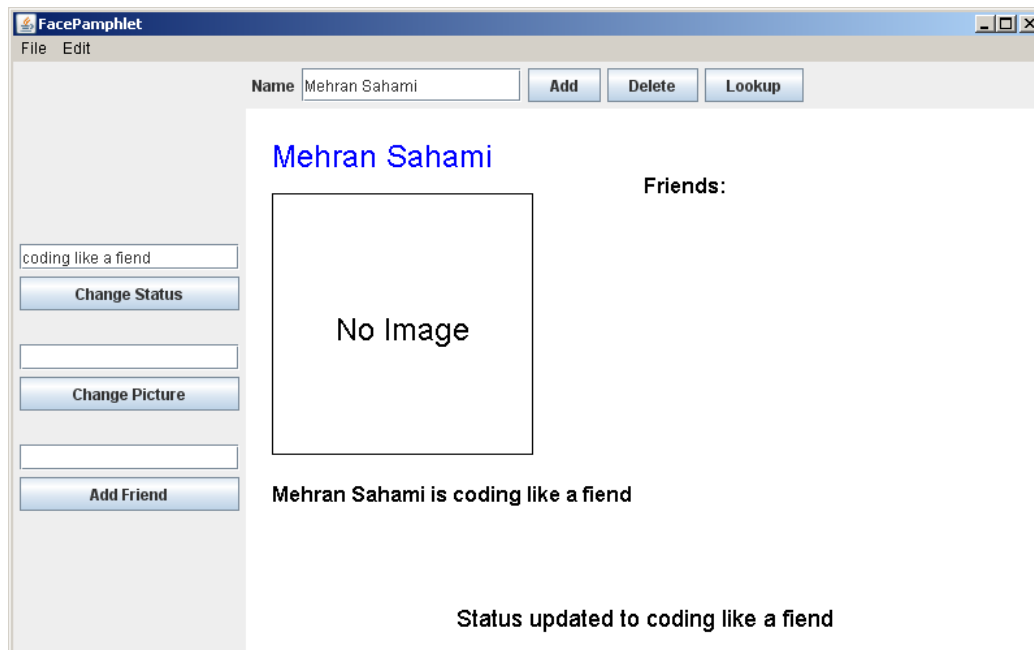 FacePamphlet
File Edit
Name Mehran Sahami Add Delete Lookup
Mehran Sahami
Friends:
coding like a fiend
Change Status
No Image
Change Picture
Add Friend
Mehran Sahami is coding like a fiend
Status updated to coding like a fiend